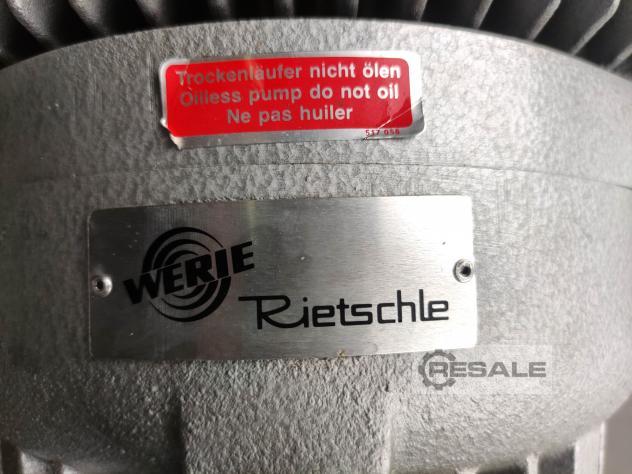 Trockenläufer nicht ölen
Oilless pump do not oil
Ne pas huiler
517 056
WERIE
Rietschle
RESALE